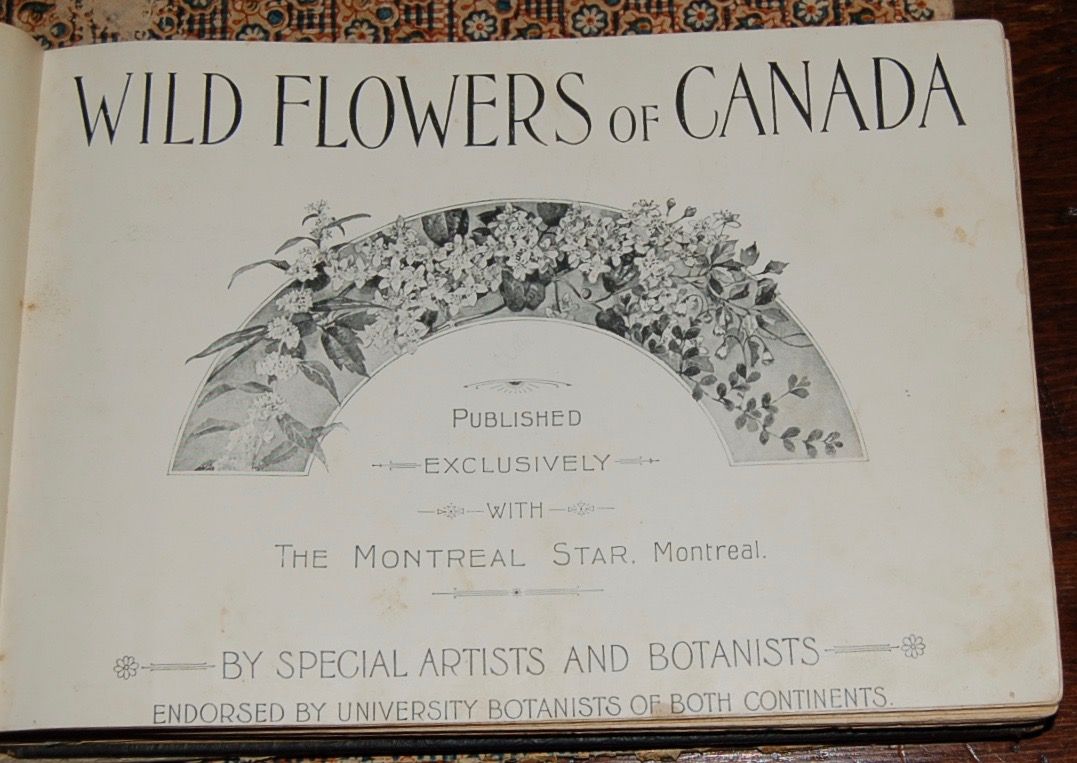 WILD FLOWERS OF CANADA
PUBLISHED
EXCLUSIVELY
WITH
THE MONTREAL STAR, Montreal.
BY SPECIAL ARTISTS AND BOTANISTS
ENDORSED BY UNIVERSITY BOTANISTS OF BOTH CONTINENTS.